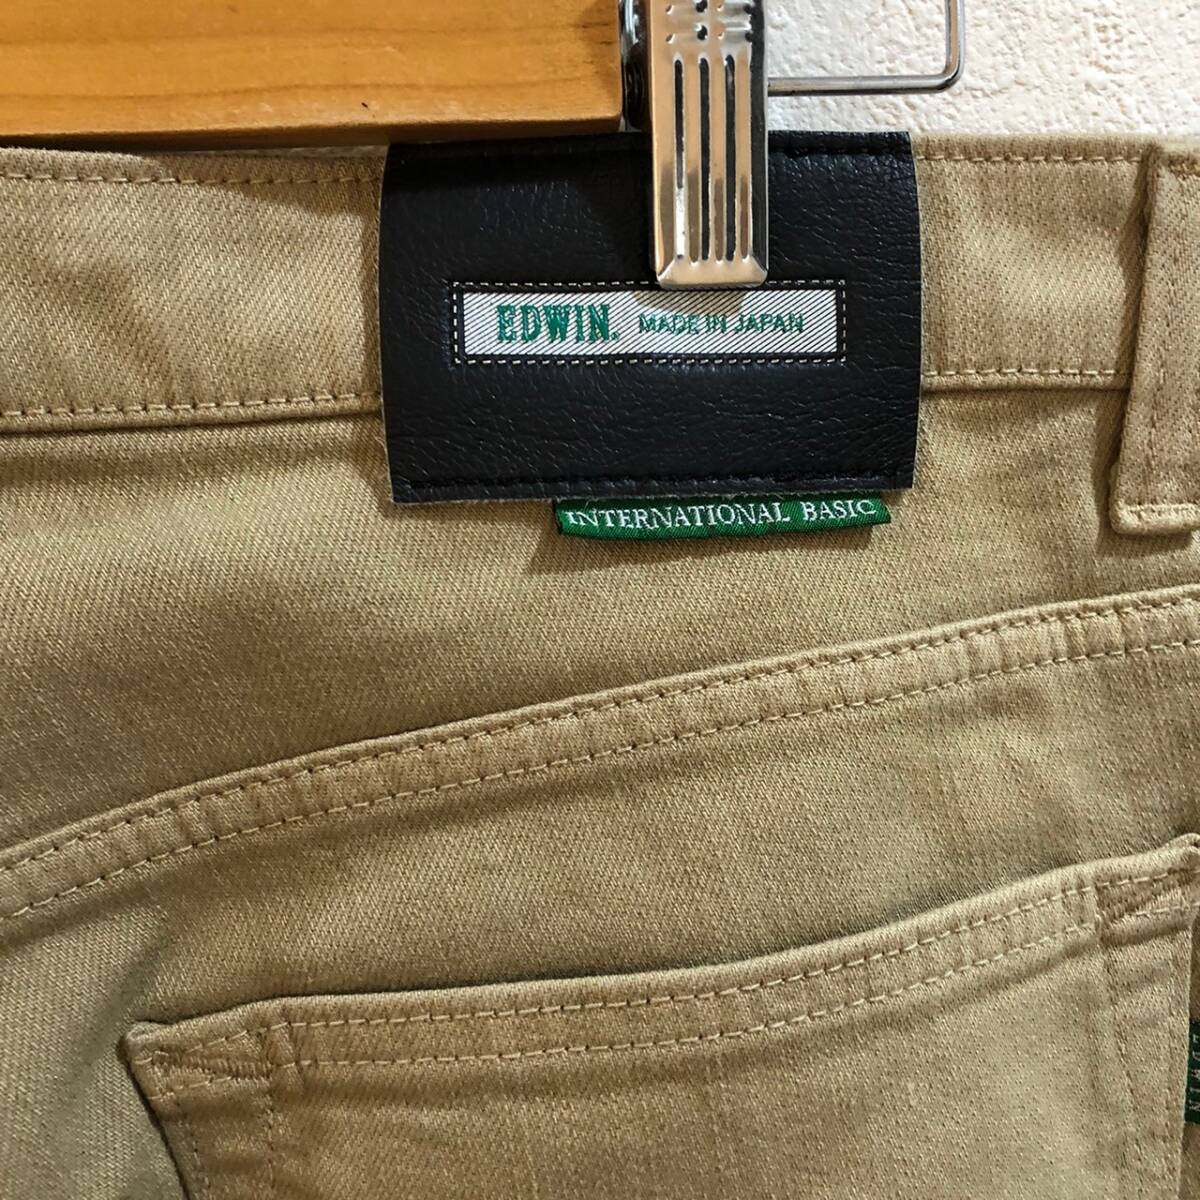 EDWIN. MADE IN JAPAN
INTERNATIONAL BASIC